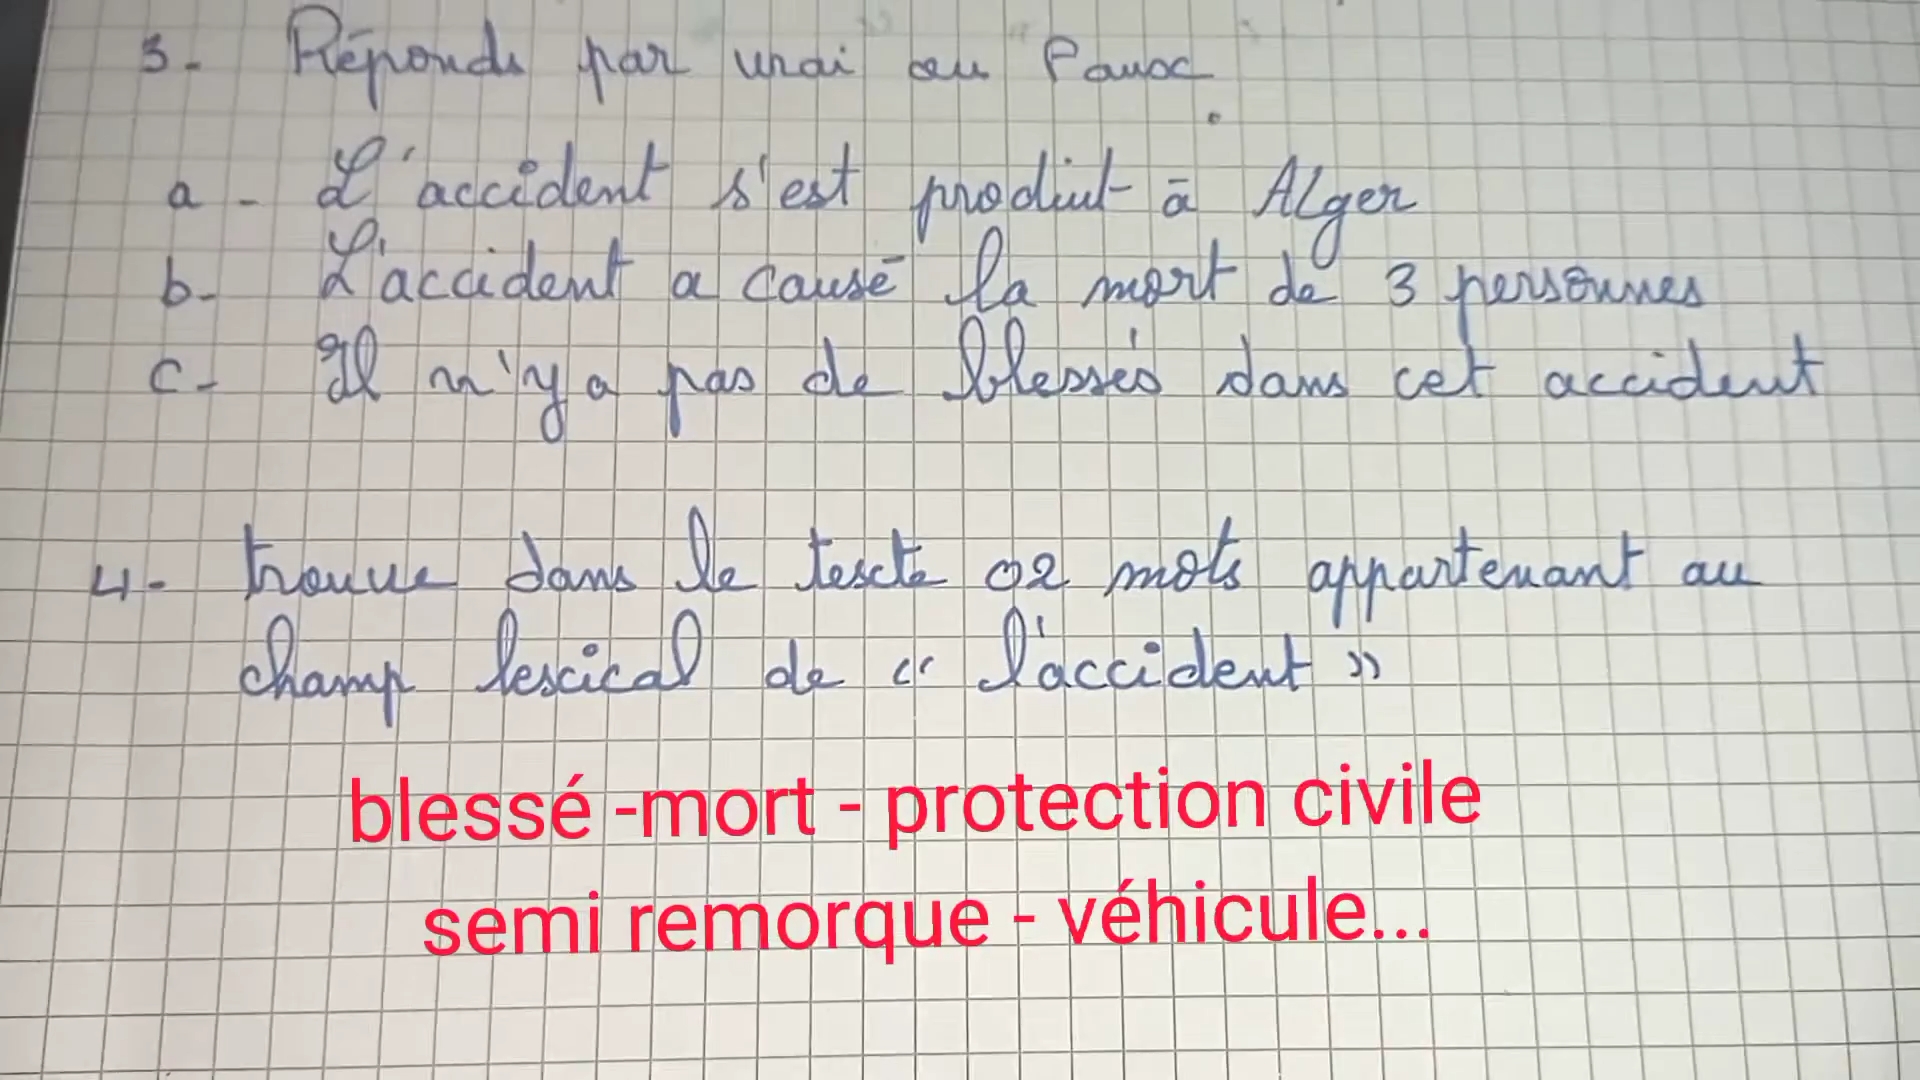 3- Réponds par vrai ou Faux.
a - L'accident s'est produit à Alger
b- L'accident a causé la mort de 3 personnes
c- Il n'y a pas de blessés dans cet accident
4- trouve dans le texte 02 mots appartenant au
champ lexical de « l'accident »
blessé -mort - protection civile
semi remorque - véhicule...